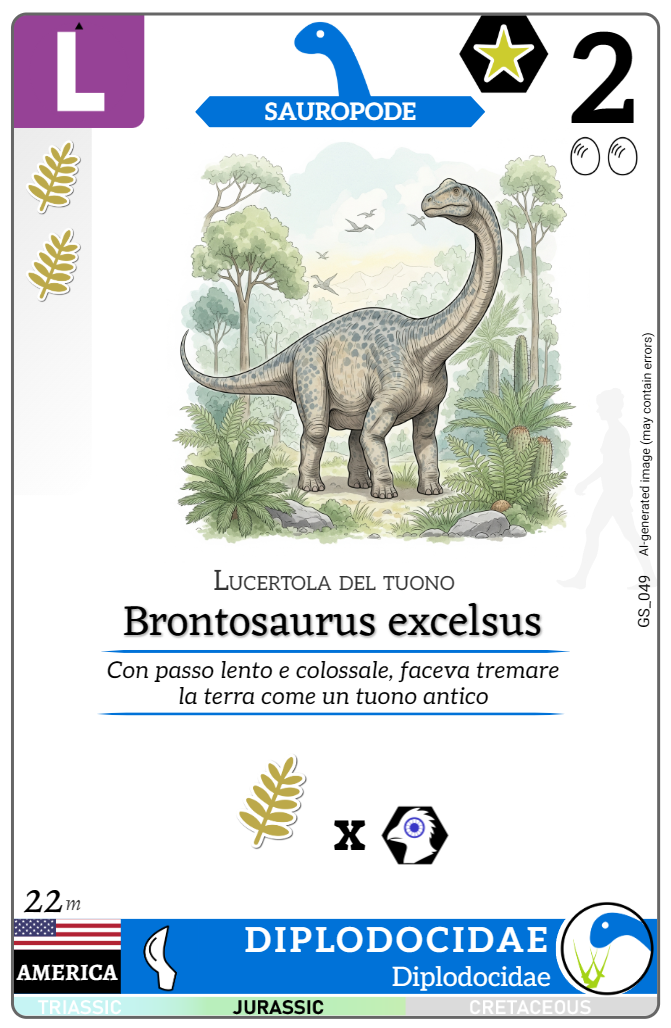 L
SAUROPODE
2
AI-generated image (may contain errors)
GS_049
Lucertola del tuono
Brontosaurus excelsus
Con passo lento e colossale, faceva tremare
la terra come un tuono antico
x
22 m
AMERICA
DIPLODOCIDAE
Diplodocidae
TRIASSIC JURASSIC CRETACEOUS